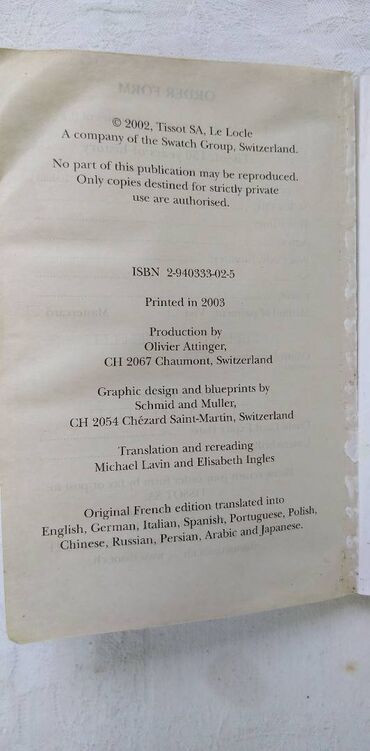 ORDER FORM
© 2002, Tissot SA, Le Locle
A company of the Swatch Group, Switzerland.
No part of this publication may be reproduced.
Only copies destined for strictly private
use are authorised.
ISBN 2-940333-02-5
Printed in 2003
Production by
Olivier Attinger,
CH 2067 Chaumont, Switzerland
Graphic design and blueprints by
Schmid and Muller,
CH 2054 Chézard Saint-Martin, Switzerland
Translation and rereading
Michael Lavin and Elisabeth Ingles
Original French edition translated into
English, German, Italian, Spanish, Portuguese, Polish,
Chinese, Russian, Persian, Arabic and Japanese.